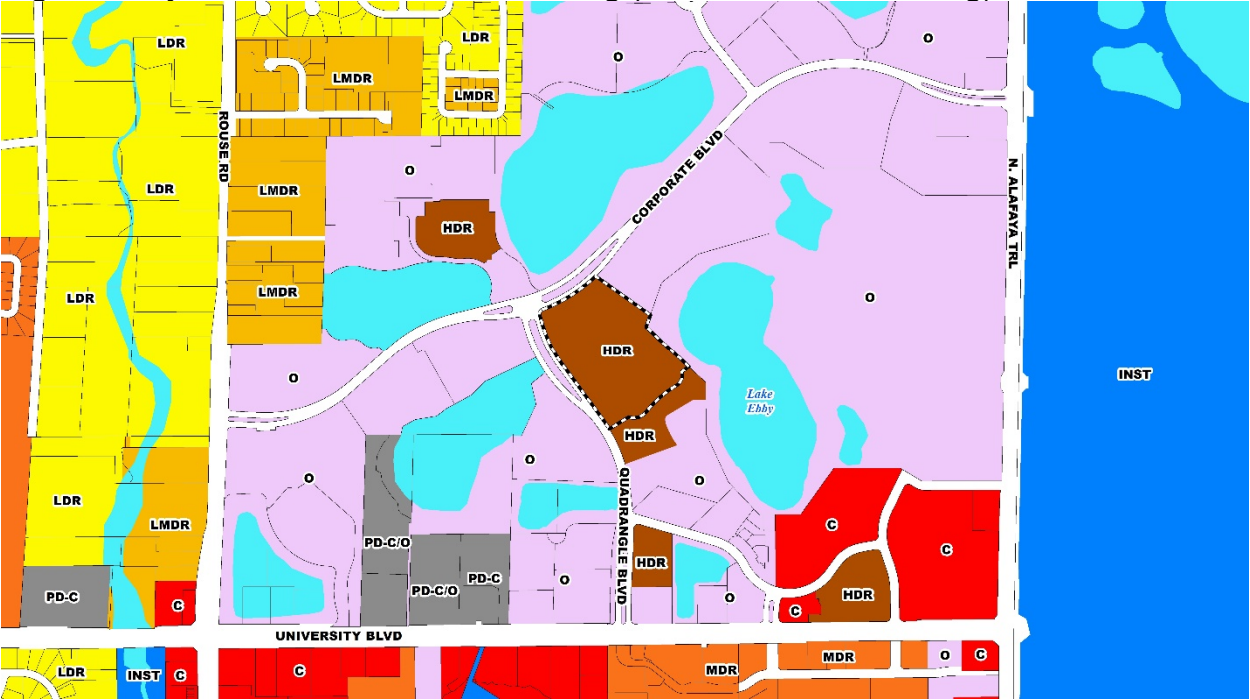 O
LDR
LDR
O
LMDR
LMDR
ROUSE RD
CORPORATE BLVD
N. ALAFAYA TRL
O
LDR
LMDR
HDR
LMDR
LDR
O
HDR
O
INST
Lake
Ebby
HDR
O
O
O
LDR
LMDR
QUADRANGLE BLVD
C
PD-C/O
C
HDR
PD-C
O
PD-C/O
HDR
PD-C
O
C
C
UNIVERSITY BLVD
LDR
INST
C
C
MDR
MDR
O
C